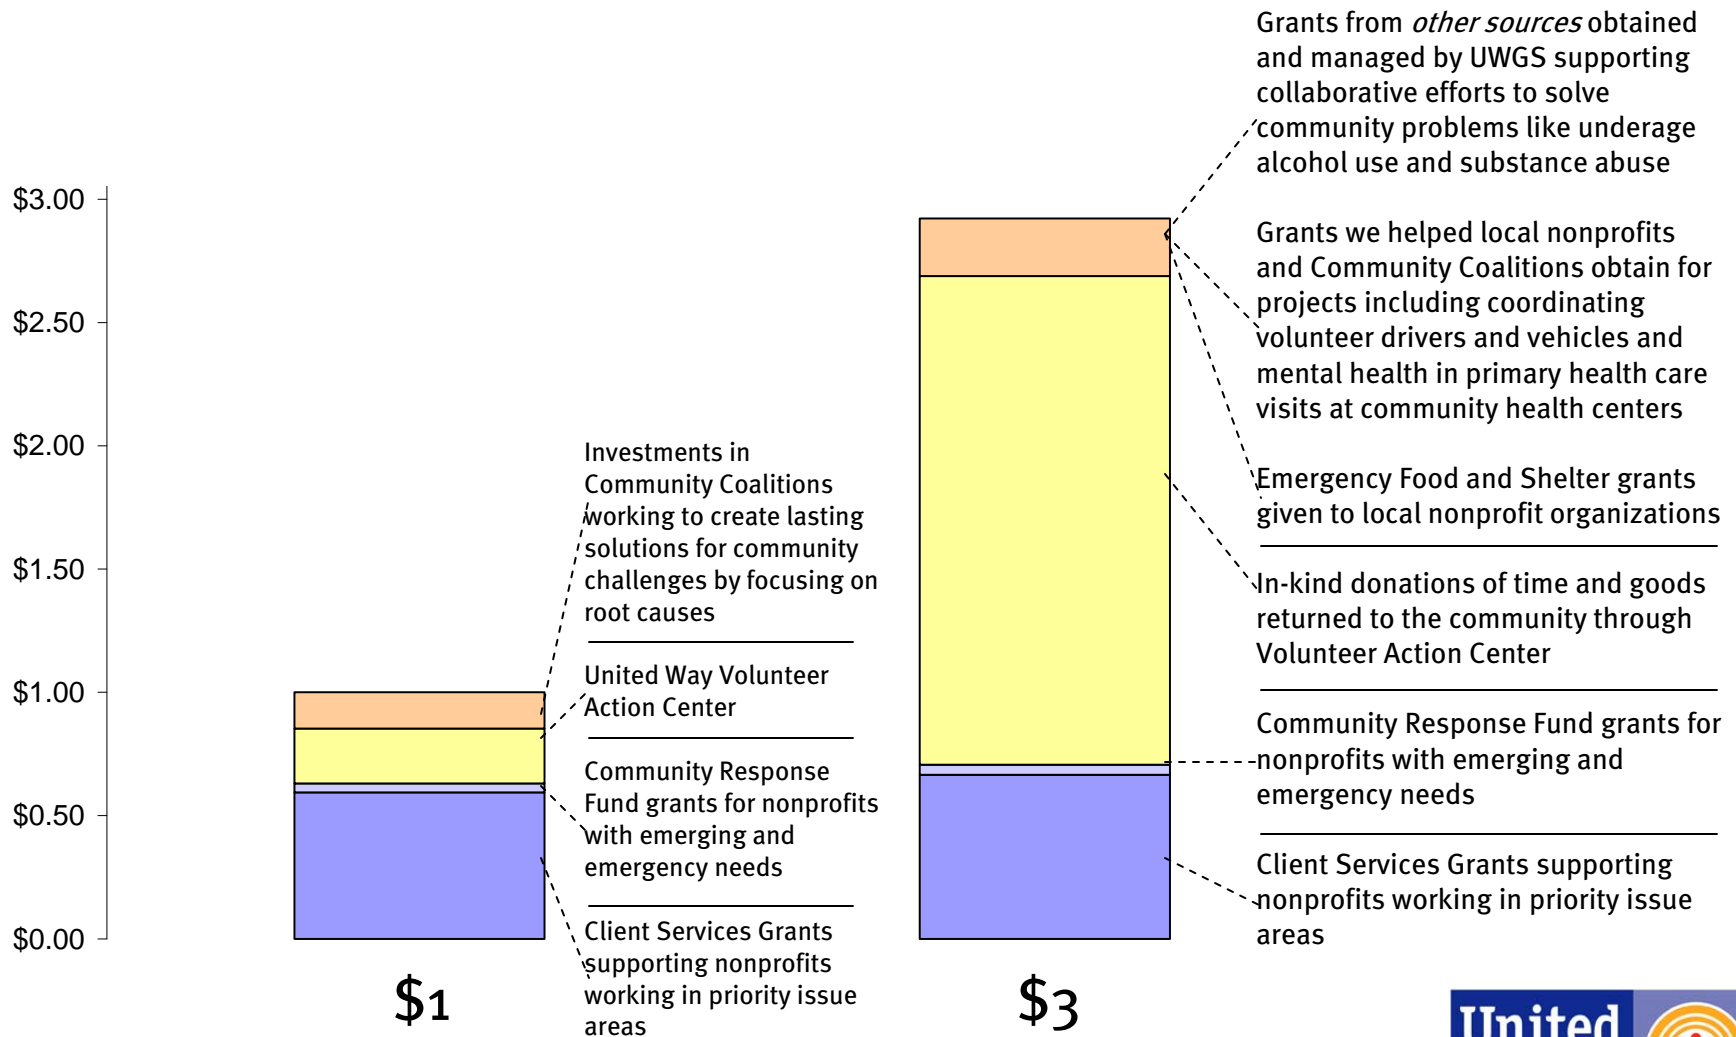 $3.00
$2.50
$2.00
$1.50
$1.00
$0.50
$0.00
Investments in
Community Coalitions
working to create lasting
solutions for community
challenges by focusing on
root causes
United Way Volunteer
Action Center
Community Response
Fund grants for nonprofits
with emerging and
emergency needs
Client Services Grants
supporting nonprofits
working in priority issue
areas
$1
Grants from other sources obtained
and managed by UWGS supporting
collaborative efforts to solve
community problems like underage
alcohol use and substance abuse
Grants we helped local nonprofits
and Community Coalitions obtain for
projects including coordinating
volunteer drivers and vehicles and
mental health in primary health care
visits at community health centers
Emergency Food and Shelter grants
given to local nonprofit organizations
In-kind donations of time and goods
returned to the community through
Volunteer Action Center
Community Response Fund grants for
nonprofits with emerging and
emergency needs
Client Services Grants supporting
nonprofits working in priority issue
areas
$3
United